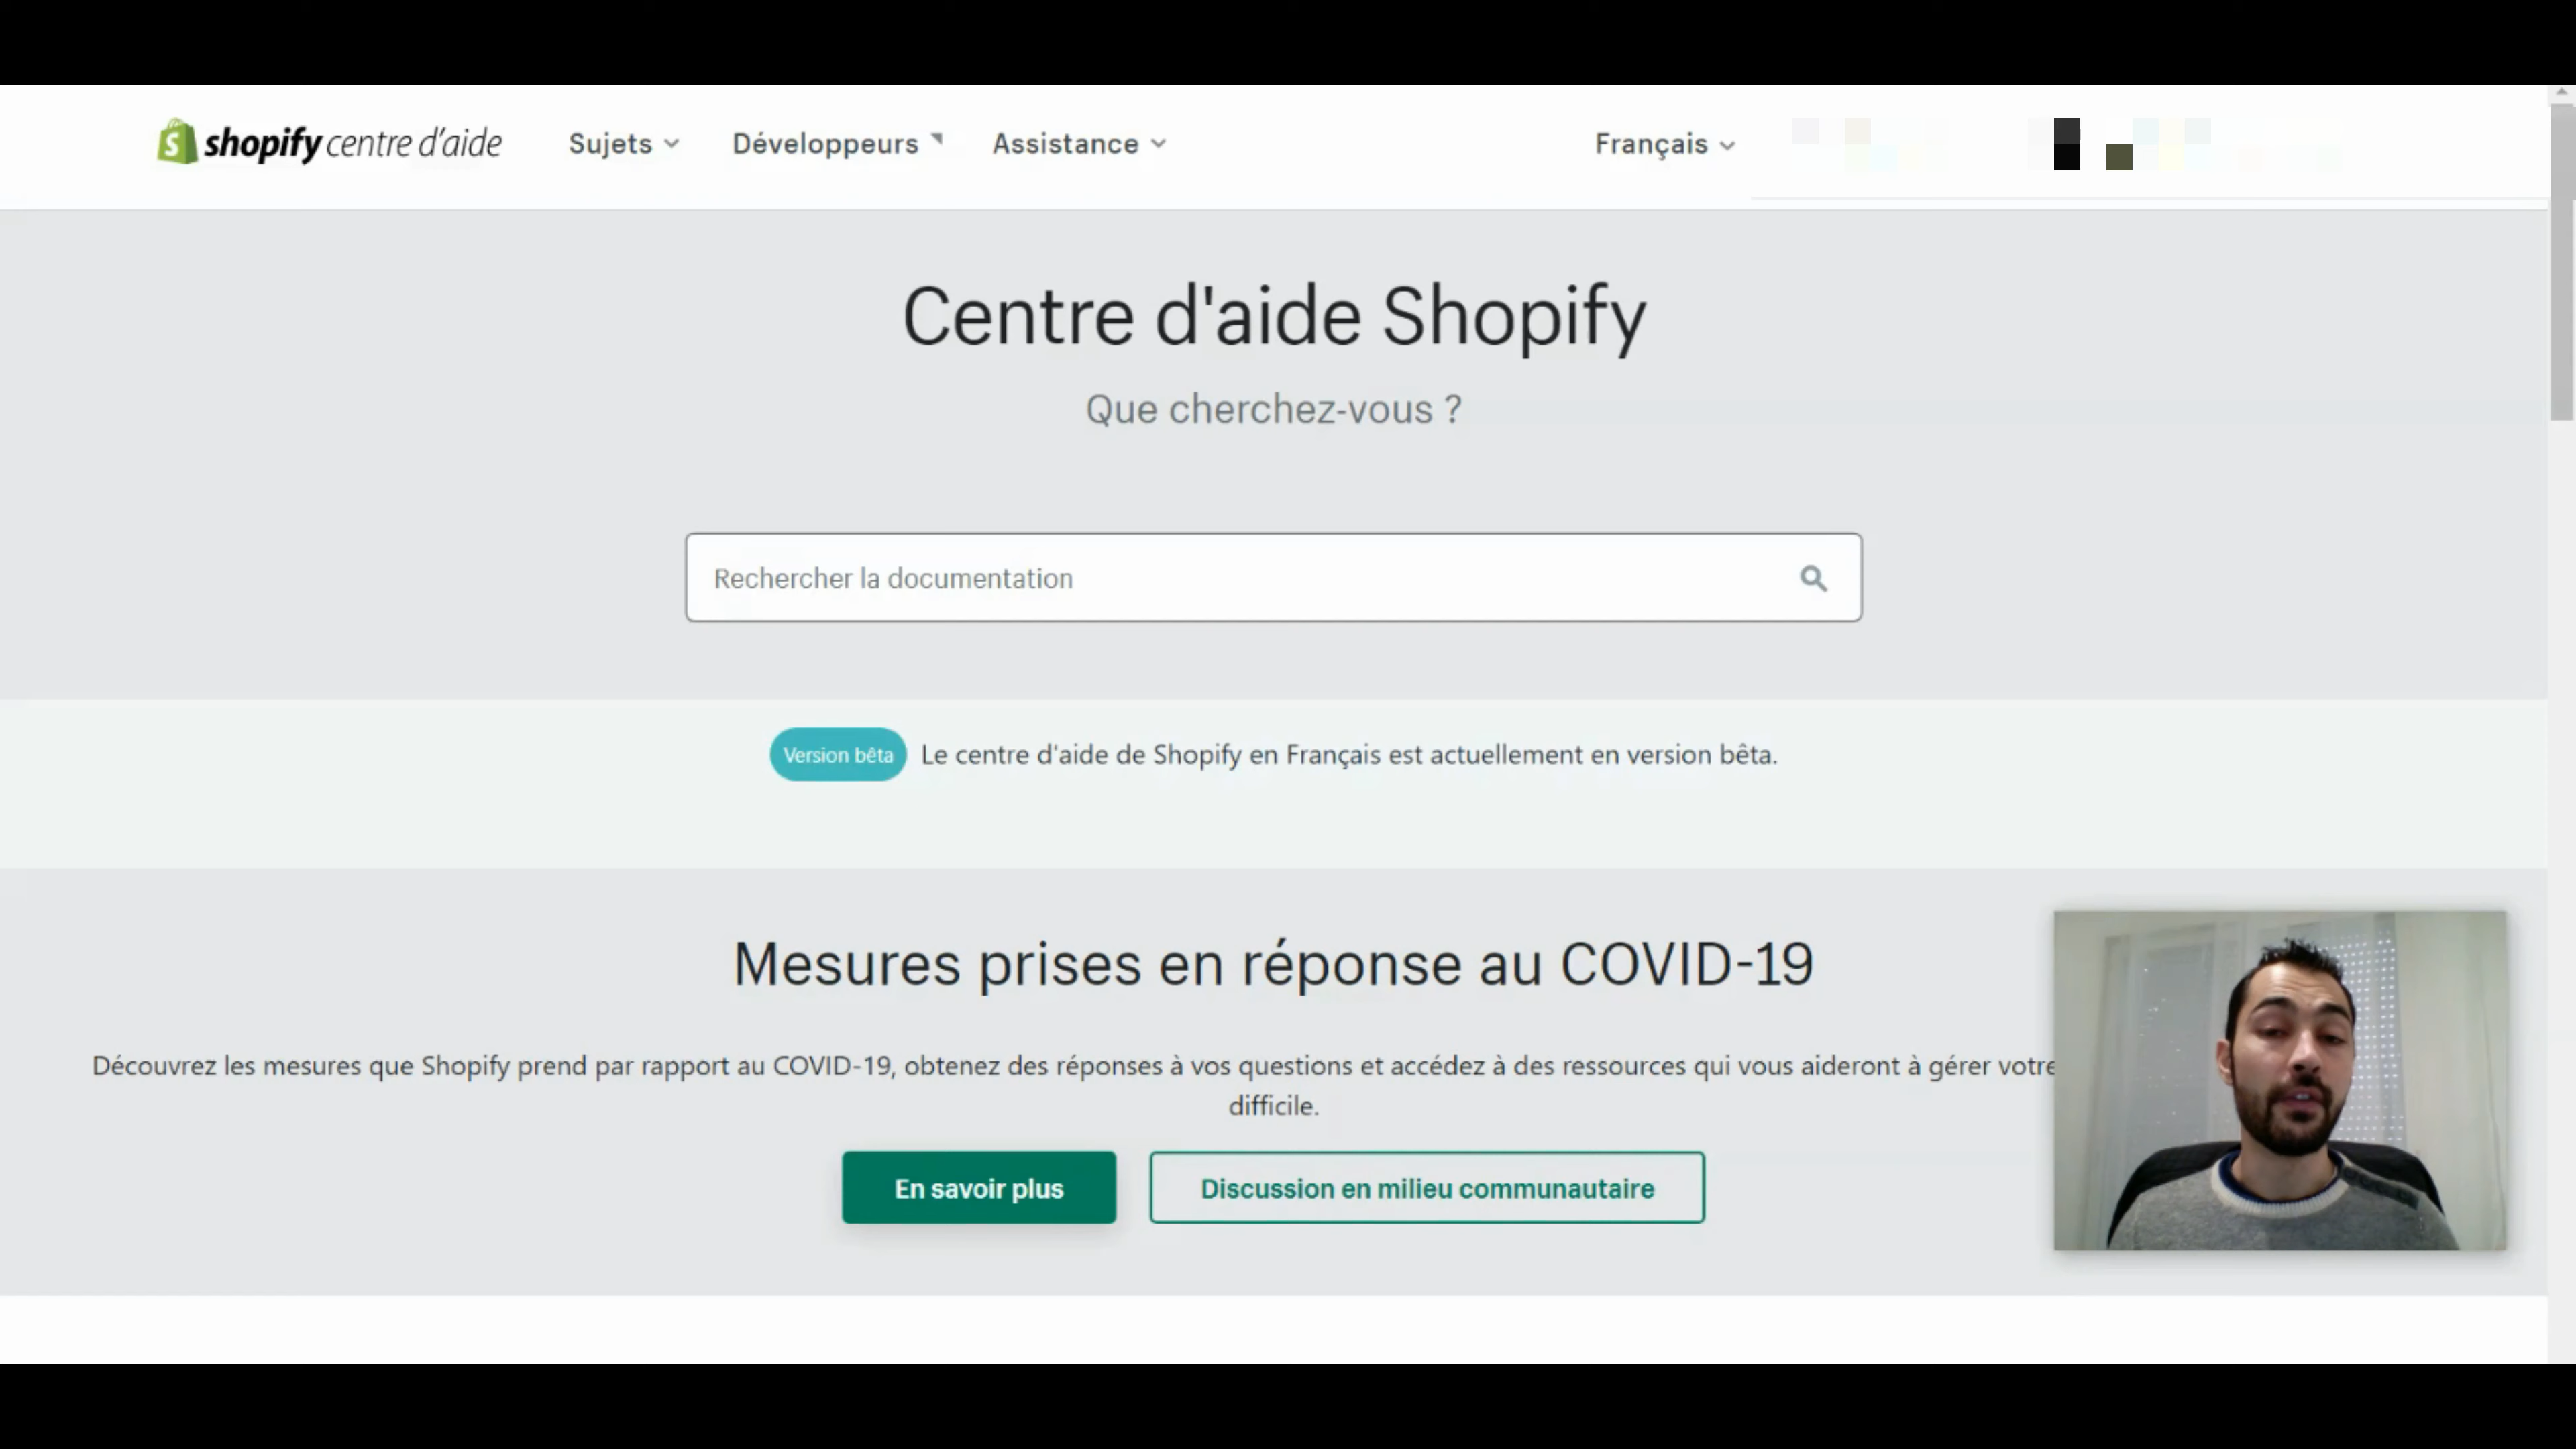 shopify centre d'aide Sujets Développeurs Assistance Français
Centre d'aide Shopify
Que cherchez-vous ?
Rechercher la documentation
Version bêta Le centre d'aide de Shopify en Français est actuellement en version bêta.
Mesures prises en réponse au COVID-19
Découvrez les mesures que Shopify prend par rapport au COVID-19, obtenez des réponses à vos questions et accédez à des ressources qui vous aideront à gérer votre
difficile.
En savoir plus Discussion en milieu communautaire